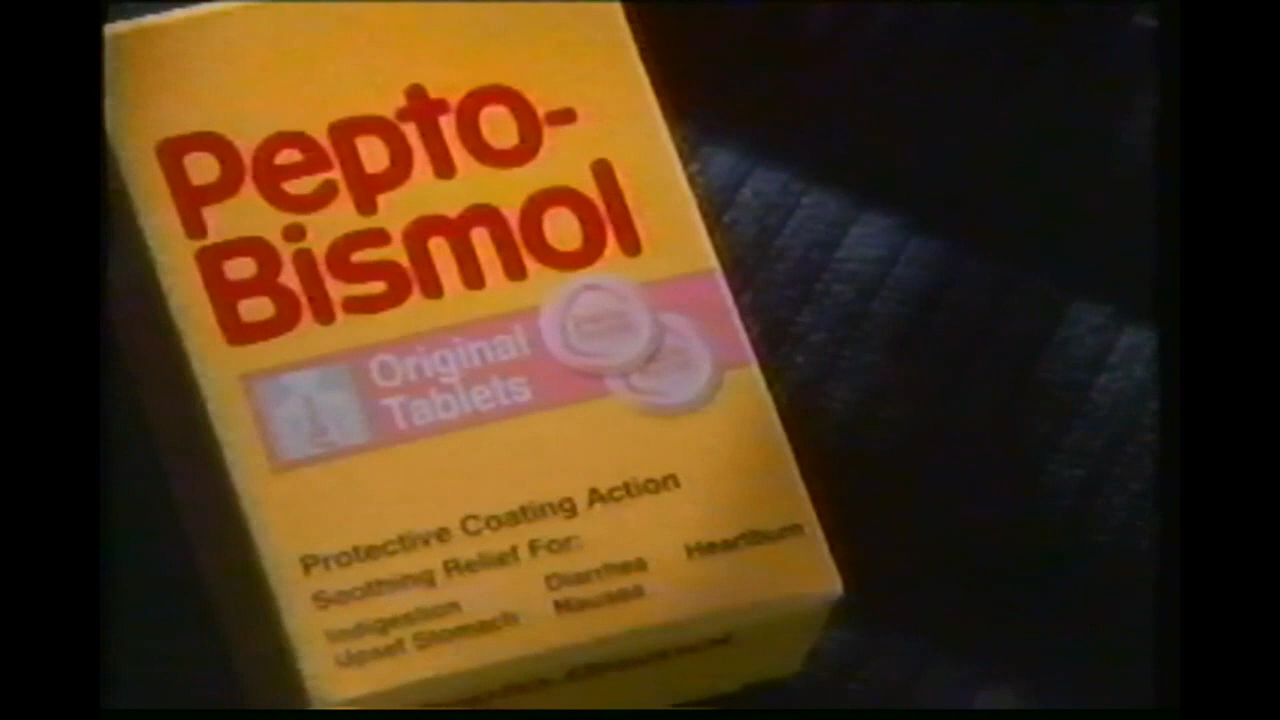 Pepto-
Bismol
Original
Tablets
Protective Coating Action
Soothing Relief For:
Indigestion Diarrhea Heartburn
Upset Stomach Nausea